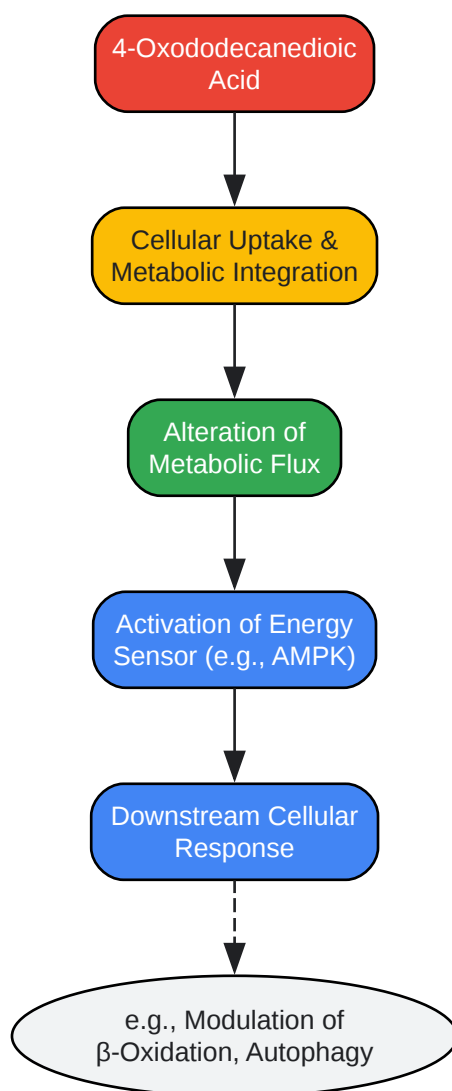 4-Oxododecanedioic
Acid
Cellular Uptake &
Metabolic Integration
Alteration of
Metabolic Flux
Activation of Energy
Sensor (e.g., AMPK)
Downstream Cellular
Response
e.g., Modulation of
β-Oxidation, Autophagy